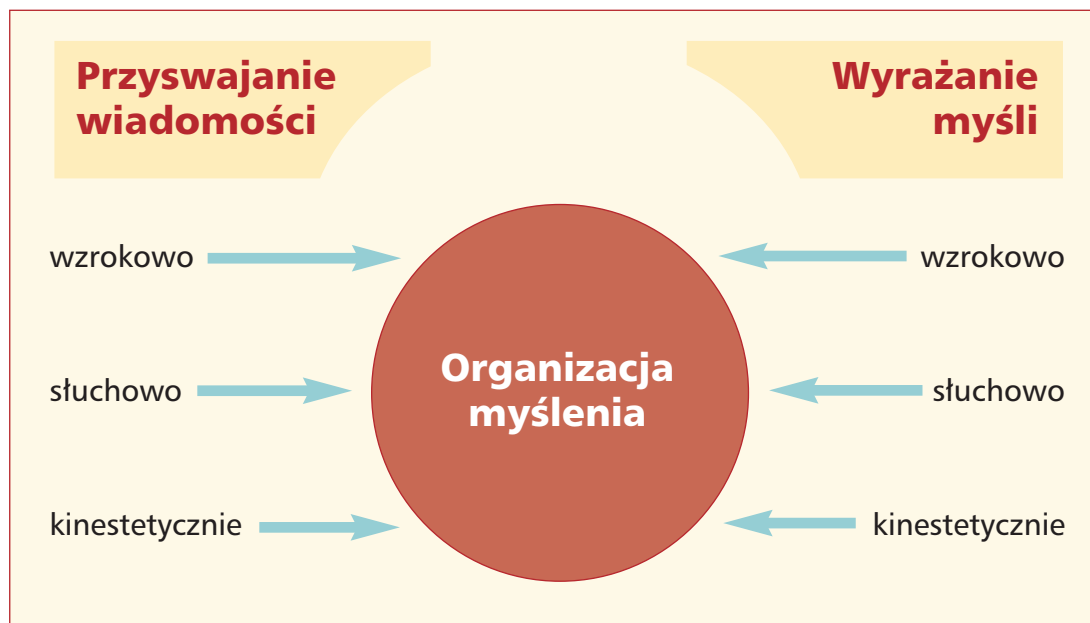 Przyswajanie
wiadomości
Wyrażanie
myśli
wzrokowo
słuchowo
kinestetycznie
Organizacja
myślenia
wzrokowo
słuchowo
kinestetycznie